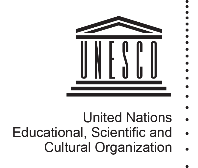 UNESCO
United Nations
Educational, Scientific and
Cultural Organization